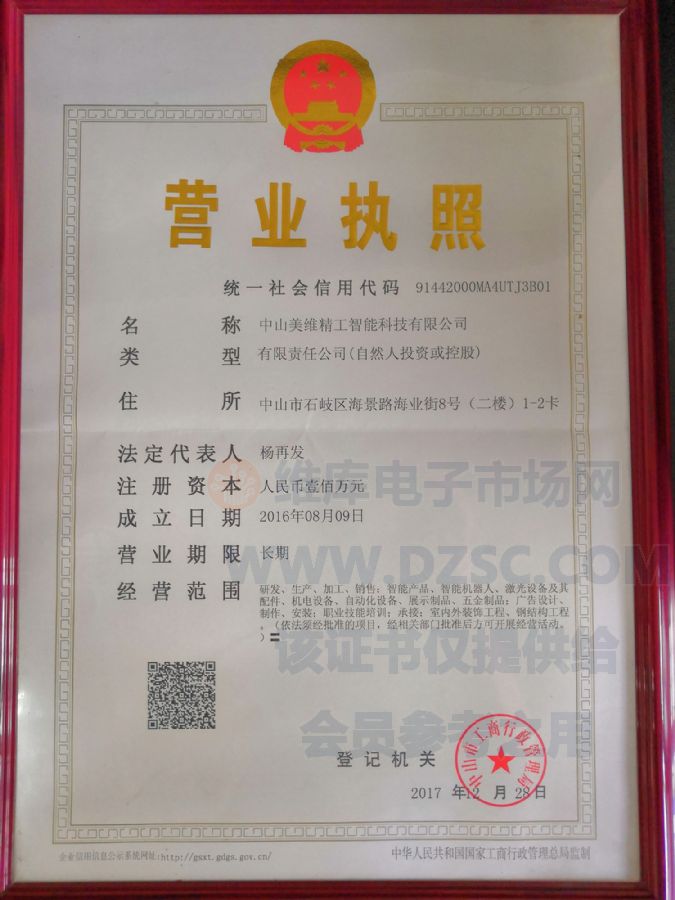 营业执照
统一社会信用代码 91442000MA4UTJ3B01
名称 中山美维精工智能科技有限公司
类型 有限责任公司(自然人投资或控股)
住所 中山市石岐区海景路海业街8号（二楼）1-2卡
法定代表人 杨再发
注册资本 人民币壹佰万元
成立日期 2016年08月09日
营业期限 长期
经营范围 研发、生产、加工、销售：智能产品、智能机器人、激光设备及其
配件、机电设备、自动化设备、展示制品、五金制品；广告设计、
制作、安装；职业技能培训；承接：室内外装饰工程、钢结构工程
。（依法须经批准的项目，经相关部门批准后方可开展经营活动。
）〓
维库电子市场网
WWW.DZSC.COM
该证书仅提供给
会员参考之用
登记机关
中山市工商行政管理局
2017 年12 月 28日
企业信用信息公示系统网址:http://gsxt.gdgs.gov.cn/
中华人民共和国国家工商行政管理总局监制